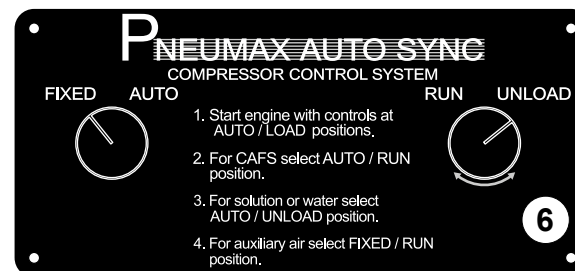 PNEUMAX AUTO SYNC
COMPRESSOR CONTROL SYSTEM
FIXED AUTO
RUN UNLOAD
1. Start engine with controls at
AUTO / LOAD positions.
2. For CAFS select AUTO / RUN
position.
3. For solution or water select
AUTO / UNLOAD position.
4. For auxiliary air select FIXED / RUN
position.
6